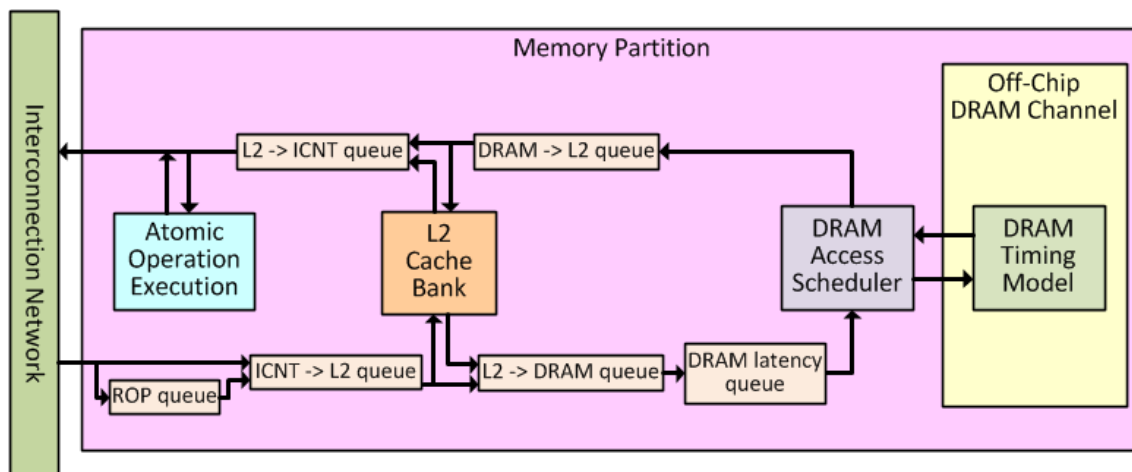 Interconnection Network
Memory Partition
Off-Chip
DRAM Channel
L2 -> ICNT queue
DRAM -> L2 queue
Atomic
Operation
Execution
L2
Cache
Bank
DRAM
Access
Scheduler
DRAM
Timing
Model
ICNT -> L2 queue
L2 -> DRAM queue
DRAM latency
queue
ROP queue